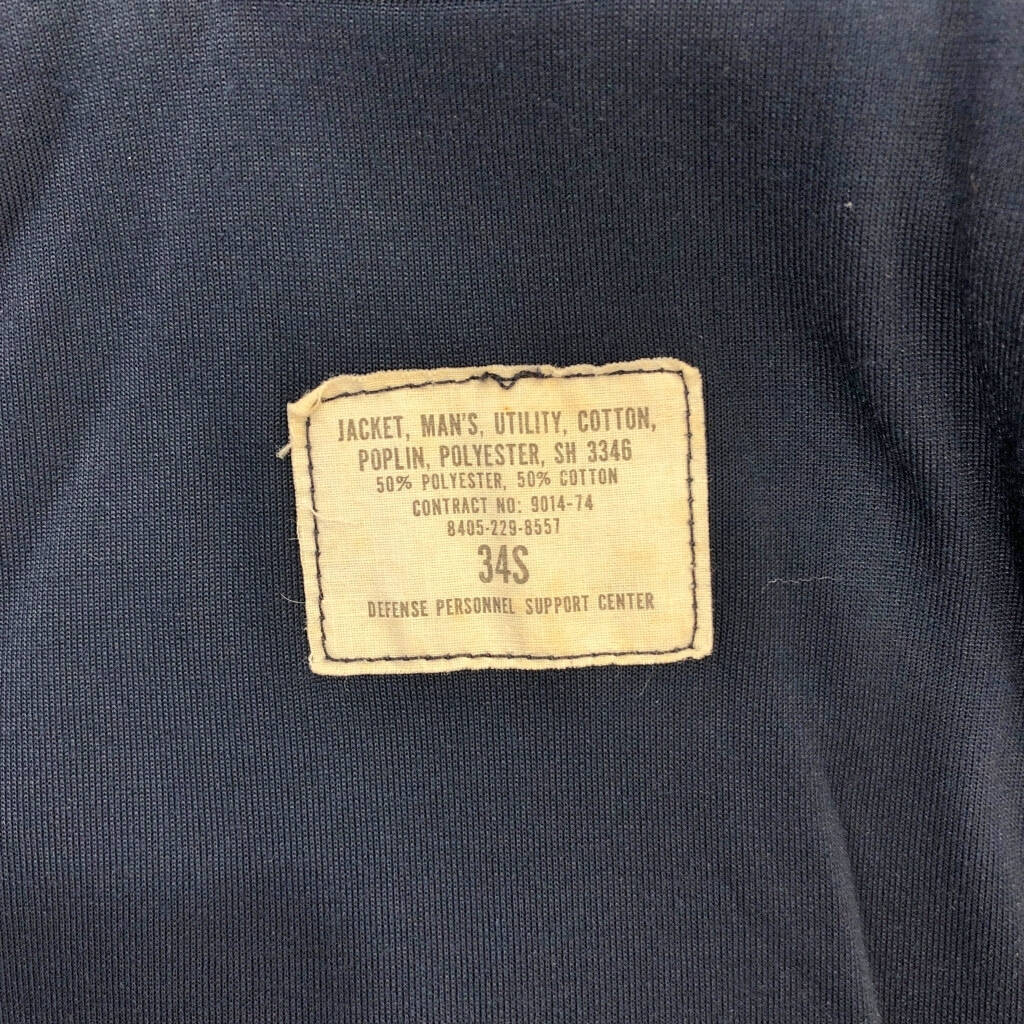 JACKET, MAN'S, UTILITY, COTTON,
POPLIN, POLYESTER, SH 3346
50% POLYESTER, 50% COTTON
CONTRACT NO: 9014-74
8405-229-8557
34S
DEFENSE PERSONNEL SUPPORT CENTER